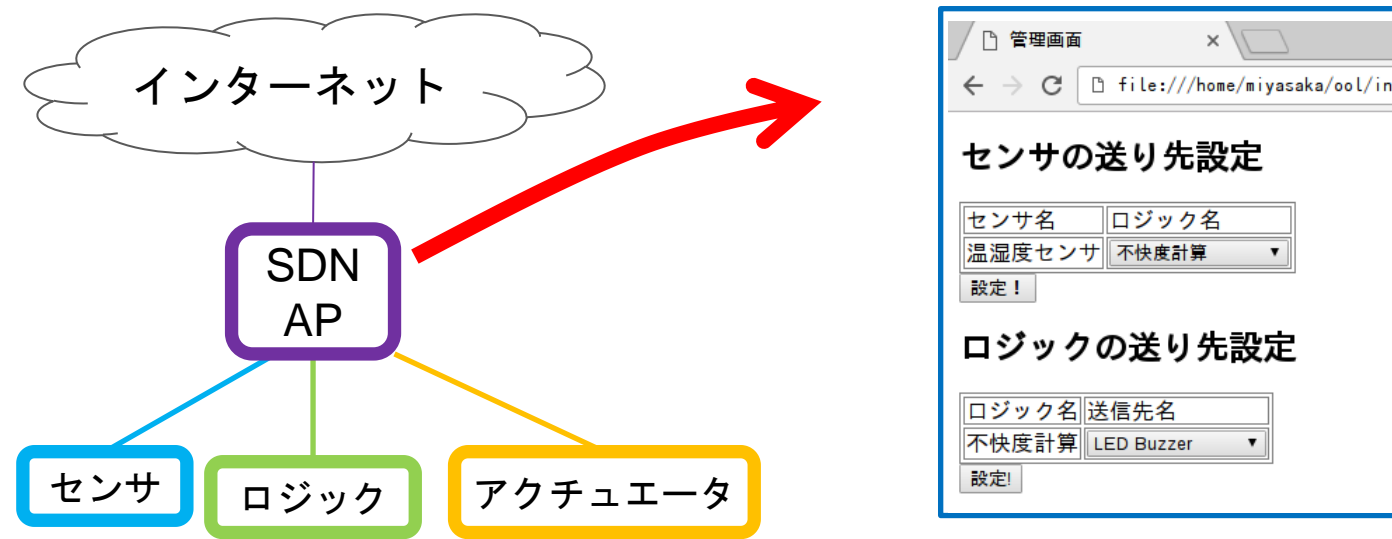 インターネット
SDN
AP
センサ
ロジック
アクチュエータ
管理画面
file:///home/miyasaka/ool/in
センサの送り先設定
センサ名 ロジック名
温湿度センサ 不快度計算
設定！
ロジックの送り先設定
ロジック名 送信先名
不快度計算 LED Buzzer
設定!